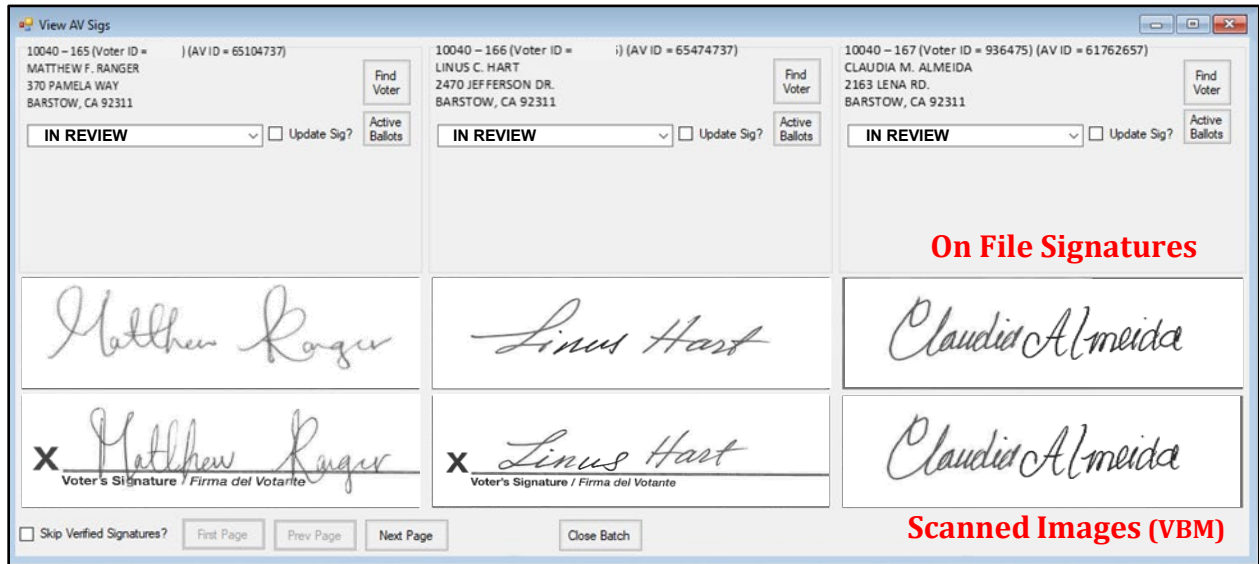 View AV Sigs
10040 – 165 (Voter ID = ) (AV ID = 65104737)
MATTHEW F. RANGER
370 PAMELA WAY
BARSTOW, CA 92311
Find
Voter
IN REVIEW
Update Sig?
Active
Ballots
10040 – 166 (Voter ID = ) (AV ID = 65474737)
LINUS C. HART
2470 JEFFERSON DR.
BARSTOW, CA 92311
Find
Voter
IN REVIEW
Update Sig?
Active
Ballots
10040 – 167 (Voter ID = 936475) (AV ID = 61762657)
CLAUDIA M. ALMEIDA
2163 LENA RD.
BARSTOW, CA 92311
Find
Voter
IN REVIEW
Update Sig?
Active
Ballots
On File Signatures
Matthew Ranger
Linus Hart
Claudia Almeida
X Matthew Ranger
Voter's Signature / Firma del Votante
X Linus Hart
Voter's Signature / Firma del Votante
Claudia Almeida
Skip Verified Signatures?
First Page
Prev Page
Next Page
Close Batch
Scanned Images (VBM)